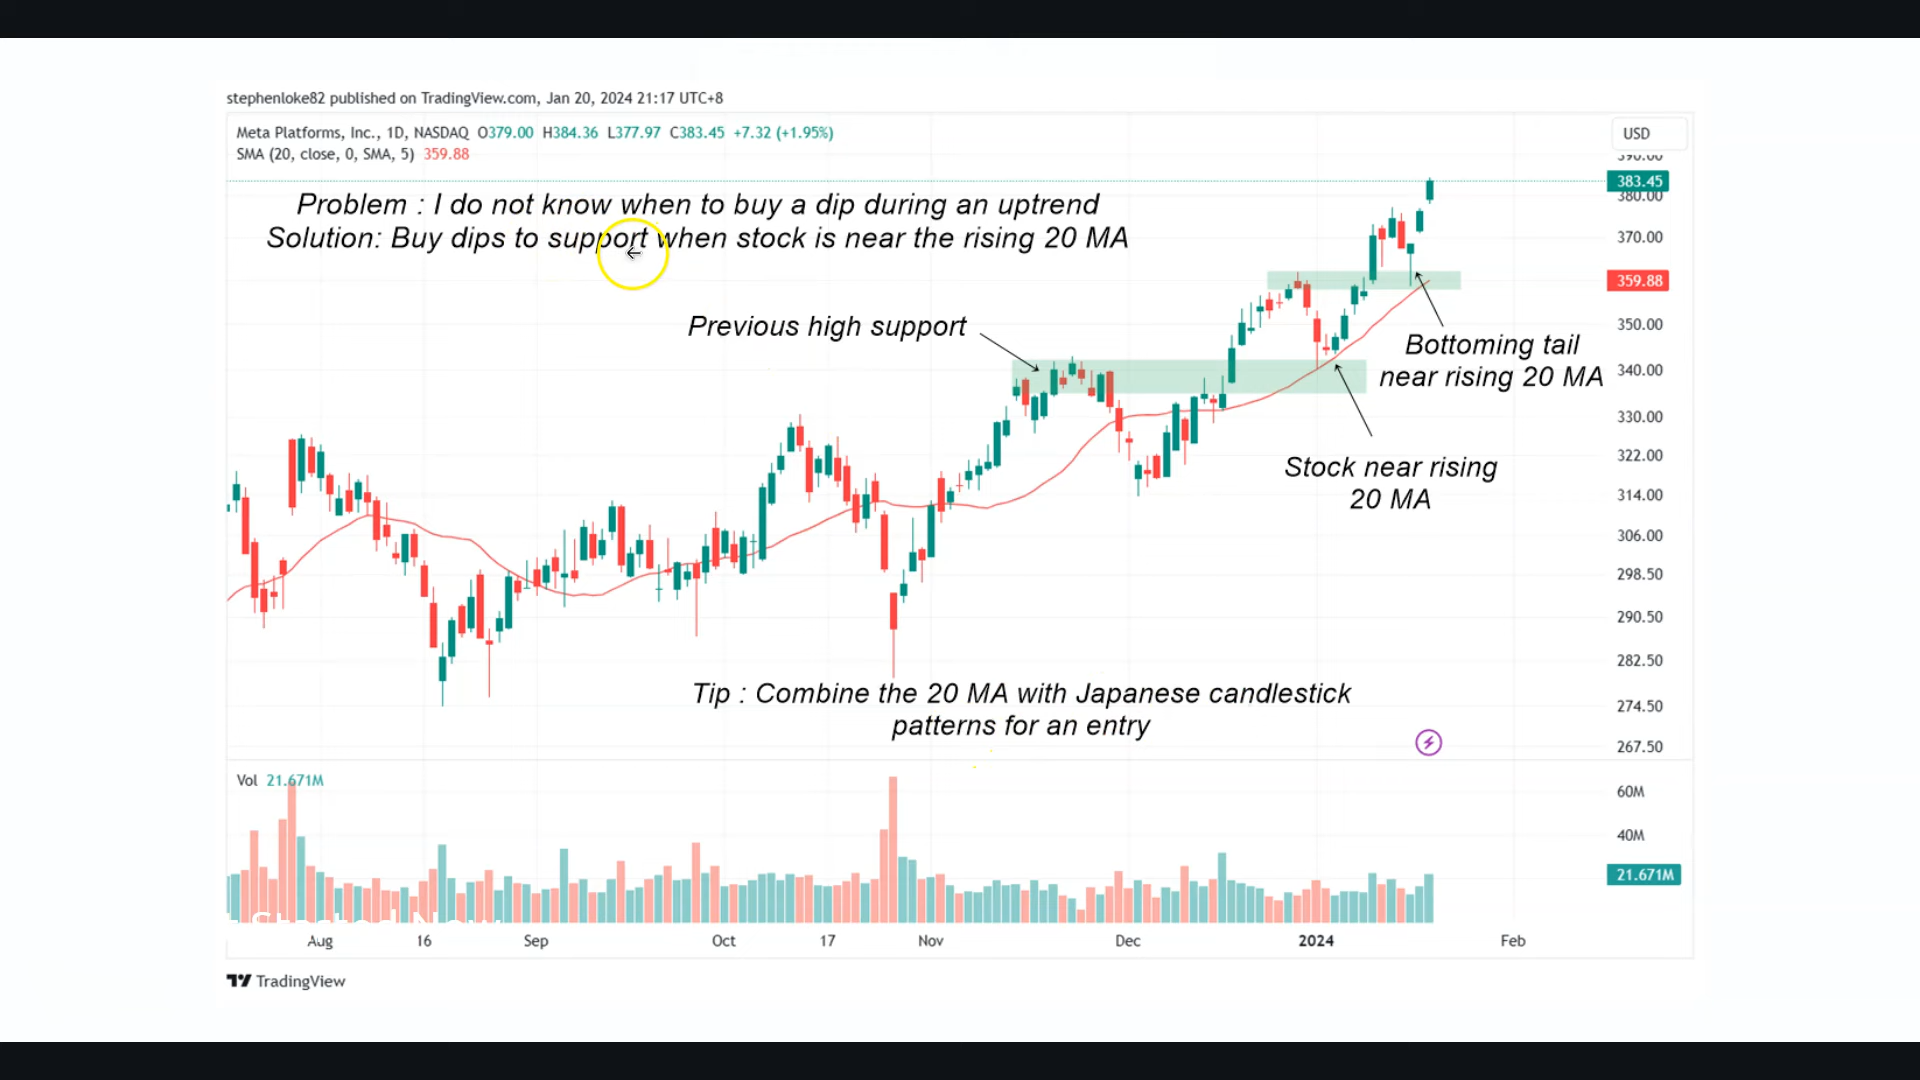 stephenloke82 published on TradingView.com, Jan 20, 2024 21:17 UTC+8
Meta Platforms, Inc., 1D, NASDAQ O379.00 H384.36 L377.97 C383.45 +7.32 (+1.95%)
USD
SMA (20, close, 0, SMA, 5) 359.88
390.00
383.45
380.00
Problem : I do not know when to buy a dip during an uptrend
Solution: Buy dips to support when stock is near the rising 20 MA
370.00
359.88
Previous high support
350.00
Bottoming tail
near rising 20 MA
340.00
330.00
322.00
Stock near rising
20 MA
314.00
306.00
298.50
290.50
282.50
Tip : Combine the 20 MA with Japanese candlestick
patterns for an entry
274.50
267.50
Vol 21.671M
60M
40M
21.671M
Aug 16 Sep Oct 17 Nov Dec 2024 Feb
TradingView